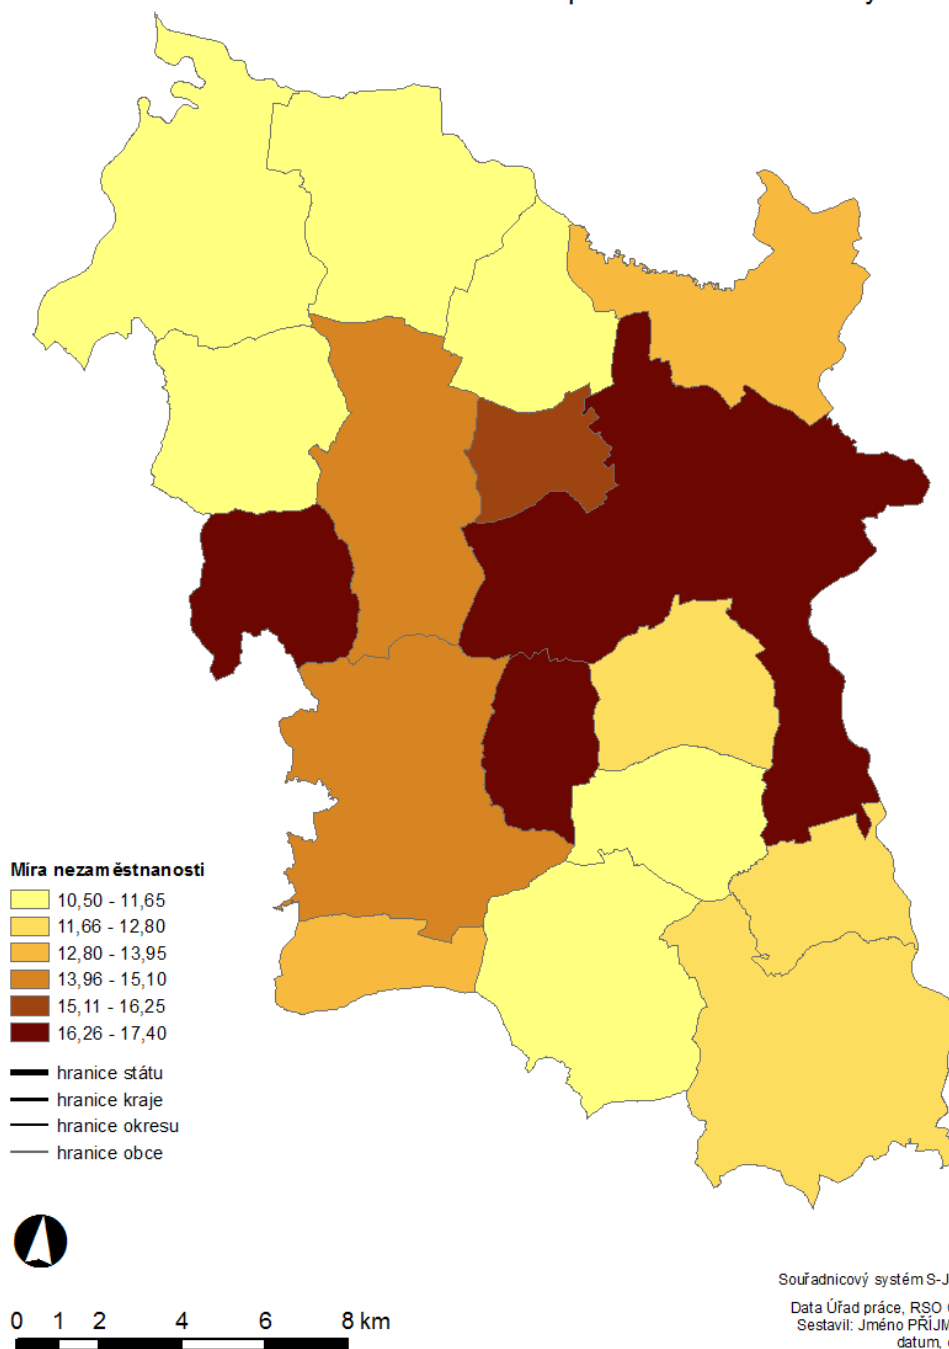 Míra nezaměstnanosti
10,50 - 11,65
11,66 - 12,80
12,80 - 13,95
13,96 - 15,10
15,11 - 16,25
16,26 - 17,40
hranice státu
hranice kraje
hranice okresu
hranice obce
Souřadnicový systém S-J
Data Úřad práce, RSO
Sestavil: Jméno PŘÍJM
datum,
0 1 2 4 6 8 km